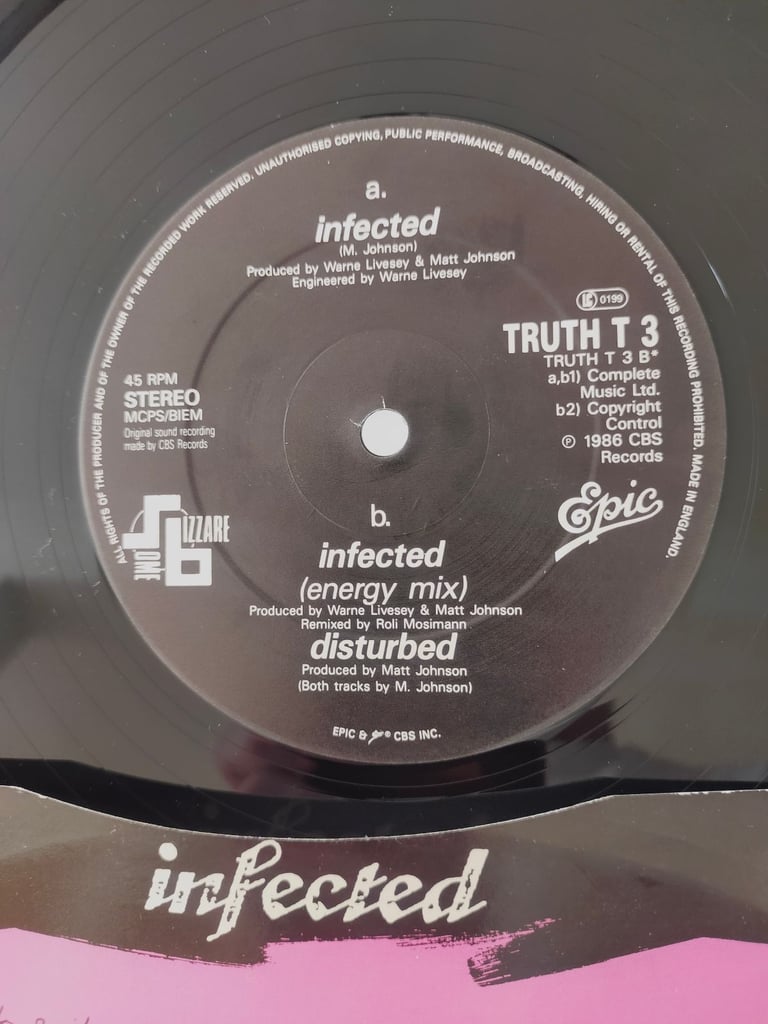 ALL RIGHTS OF THE PRODUCER AND OF THE OWNER OF THE RECORDED WORK RESERVED. UNAUTHORISED COPYING, PUBLIC PERFORMANCE, BROADCASTING, HIRING OR RENTAL OF THIS RECORDING PROHIBITED. MADE IN ENGLAND.
a.
infected
(M. Johnson)
Produced by Warne Livesey & Matt Johnson
Engineered by Warne Livesey
LC 0199
TRUTH T 3
TRUTH T 3 B*
a,b1) Complete
Music Ltd.
b2) Copyright
Control
℗ 1986 CBS
Records
45 RPM
STEREO
MCPS/BIEM
Original sound recording
made by CBS Records
SOME
BIZZARE
Epic
b.
infected
(energy mix)
Produced by Warne Livesey & Matt Johnson
Remixed by Roli Mosimann
disturbed
Produced by Matt Johnson
(Both tracks by M. Johnson)
EPIC & ® CBS INC.
infected